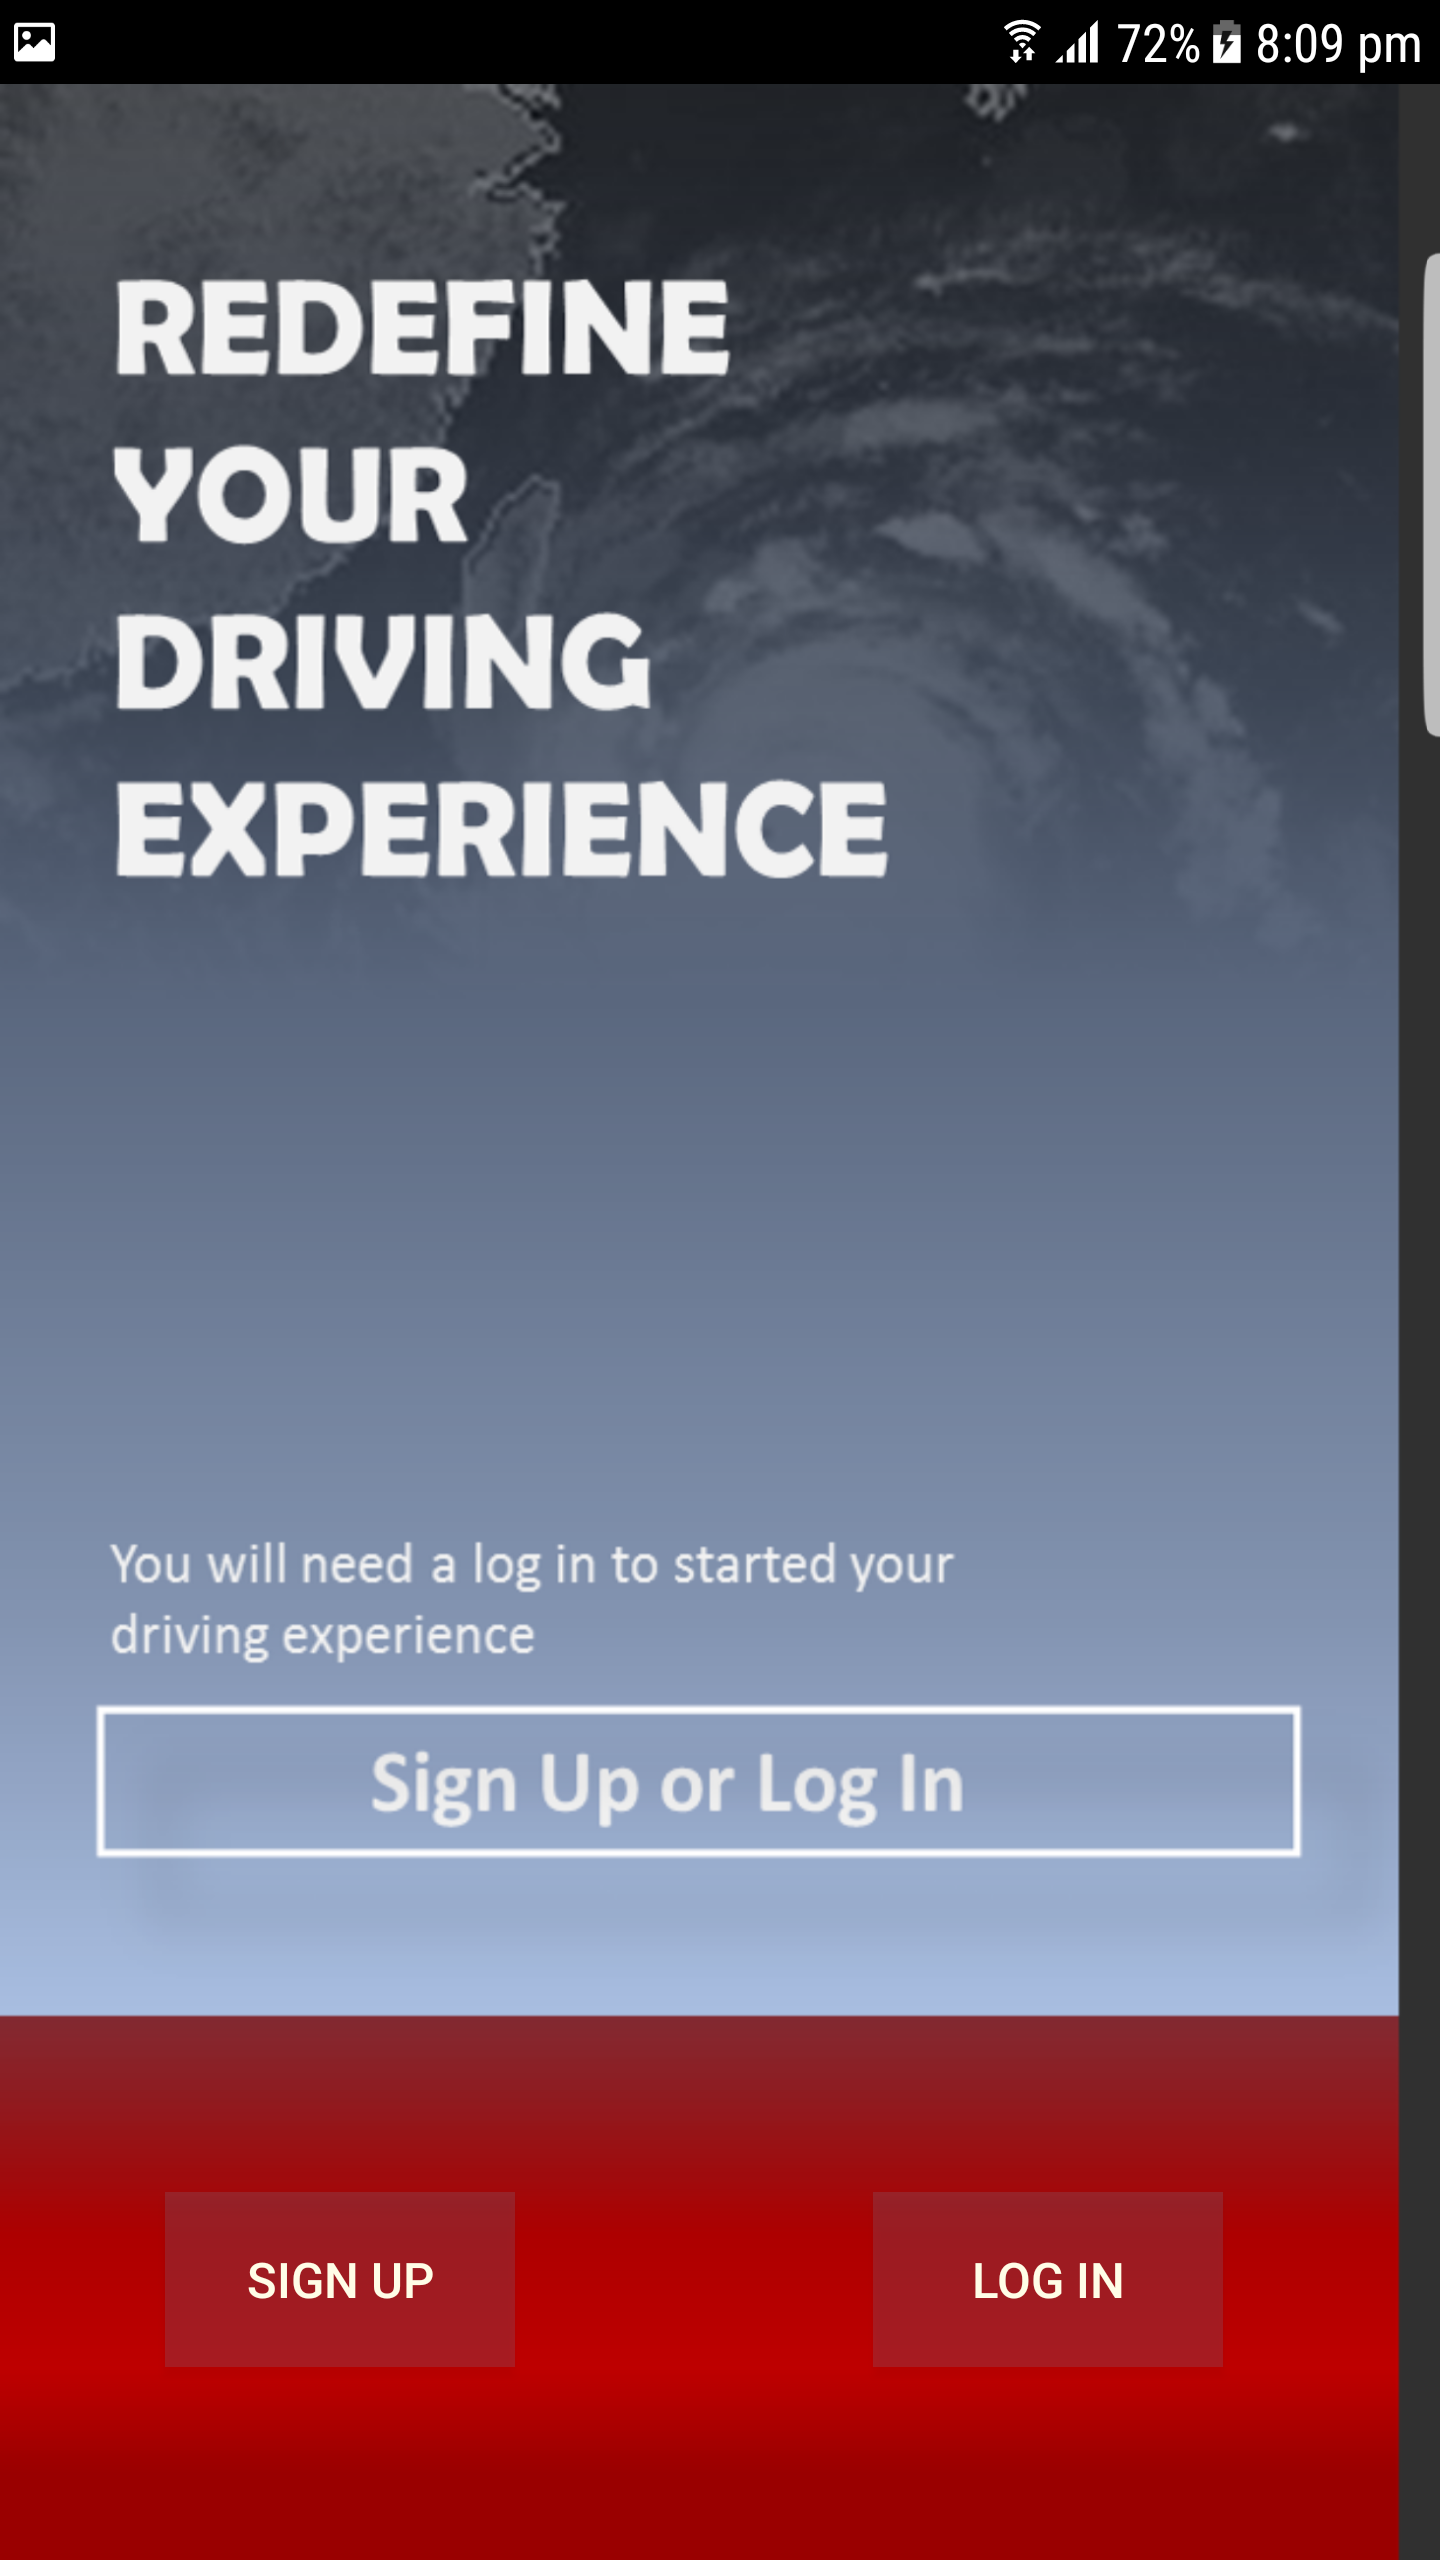 72% 8:09 pm
REDEFINE
YOUR
DRIVING
EXPERIENCE
You will need a log in to started your
driving experience
Sign Up or Log In
SIGN UP LOG IN